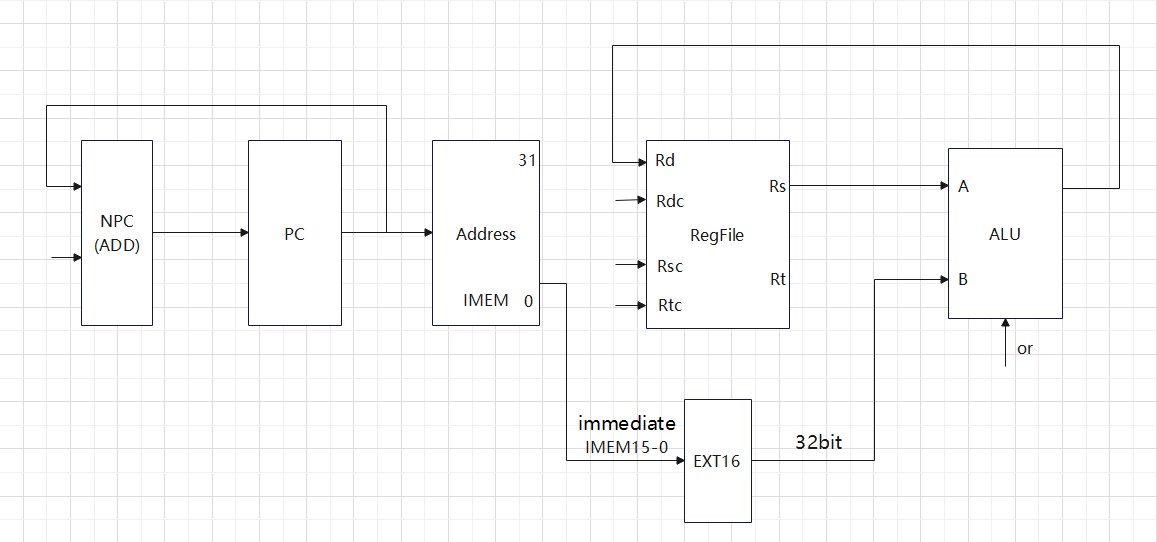 NPC
(ADD)
PC
31
Address
IMEM 0
Rd
Rdc
RegFile
Rsc
Rtc
Rs
Rt
A
ALU
B
or
immediate
IMEM15-0
EXT16
32bit